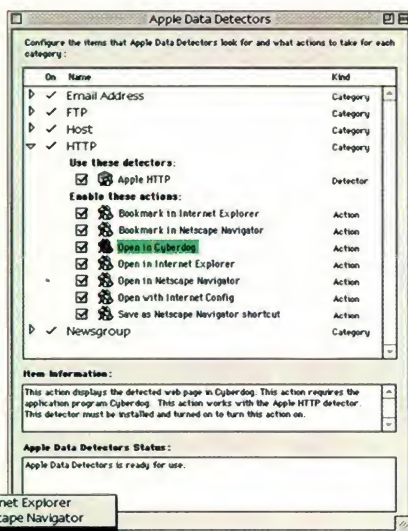 Apple Data Detectors
Configure the items that Apple Data Detectors look for and what actions to take for each
category:
On Name Kind
Email Address Category
FTP Category
Host Category
HTTP Category
Use these detectors:
Apple HTTP Detector
Enable these actions:
Bookmark in Internet Explorer Action
Bookmark in Netscape Navigator Action
Open in Cyberdog Action
Open in Internet Explorer Action
Open in Netscape Navigator Action
Open with Internet Config Action
Save as Netscape Navigator shortcut Action
Newsgroup Category
Item Information:
This action displays the detected web page in Cyberdog. This action requires the
application program Cyberdog. This action works with the Apple HTTP detector.
This detector must be installed and turned on to turn this action on.
Apple Data Detectors Status:
Apple Data Detectors is ready for use.
net Explorer
cape Navigator